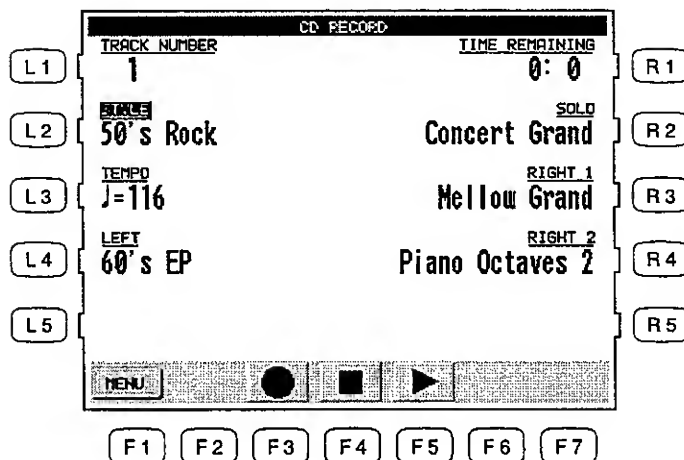 CD RECORD
TRACK NUMBER
1
TIME REMAINING
0: 0
L1
R1
STYLE
50's Rock
SOLO
Concert Grand
L2
R2
TEMPO
♩=116
RIGHT 1
Mellow Grand
L3
R3
LEFT
60's EP
RIGHT 2
Piano Octaves 2
L4
R4
L5
R5
MENU
F1 F2 F3 F4 F5 F6 F7